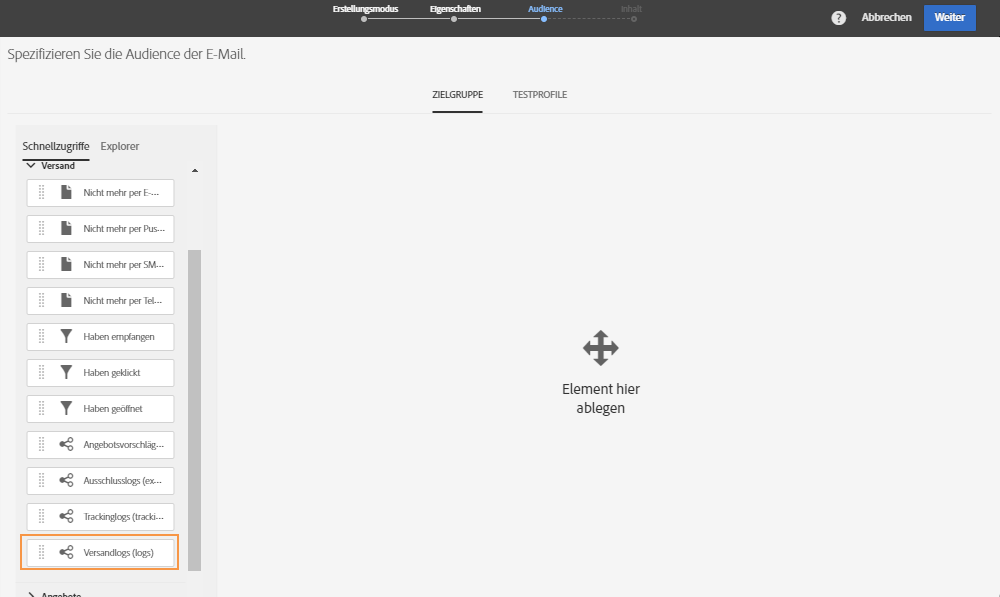 Erstellungsmodus
Eigenschaften
Audience
Inhalt
?
Abbrechen
Weiter
Spezifizieren Sie die Audience der E-Mail.
ZIELGRUPPE
TESTPROFILE
Schnellzugriffe
Explorer
Versand
Nicht mehr per E-...
Nicht mehr per Pus...
Nicht mehr per SM...
Nicht mehr per Tel...
Haben empfangen
Haben geklickt
Haben geöffnet
Angebotsvorschläg...
Ausschlusslogs (ex...
Trackinglogs (tracki...
Versandlogs (logs)
Angebote
Element hier
ablegen